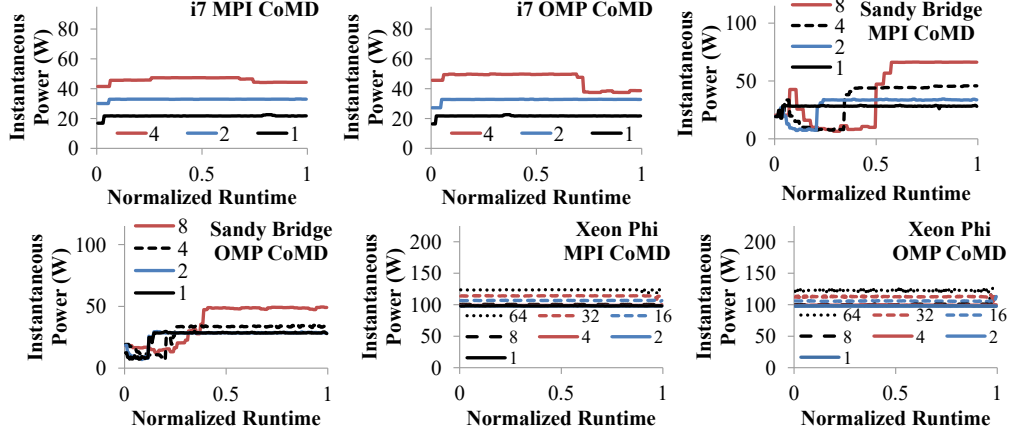 i7 MPI CoMD
Instantaneous
Power (W)
80
60
40
20
0
4 2 1
0 0.5 1
Normalized Runtime
i7 OMP CoMD
Instantaneous
Power (W)
80
60
40
20
0
4 2 1
0 0.5 1
Normalized Runtime
Sandy Bridge
MPI CoMD
Instantaneous
Power (W)
100
50
0
8
4
2
1
0 0.5 1
Normalized Runtime
Sandy Bridge
OMP CoMD
Instantaneous
Power (W)
100
50
0
8
4
2
1
0 0.5 1
Normalized Runtime
Xeon Phi
MPI CoMD
Instantaneous
Power (W)
200
150
100
50
0
64 32 16
8 4 2
1
0 0.5 1
Normalized Runtime
Xeon Phi
OMP CoMD
Instantaneous
Power (W)
200
150
100
50
0
64 32 16
8 4 2
1
0 0.5 1
Normalized Runtime